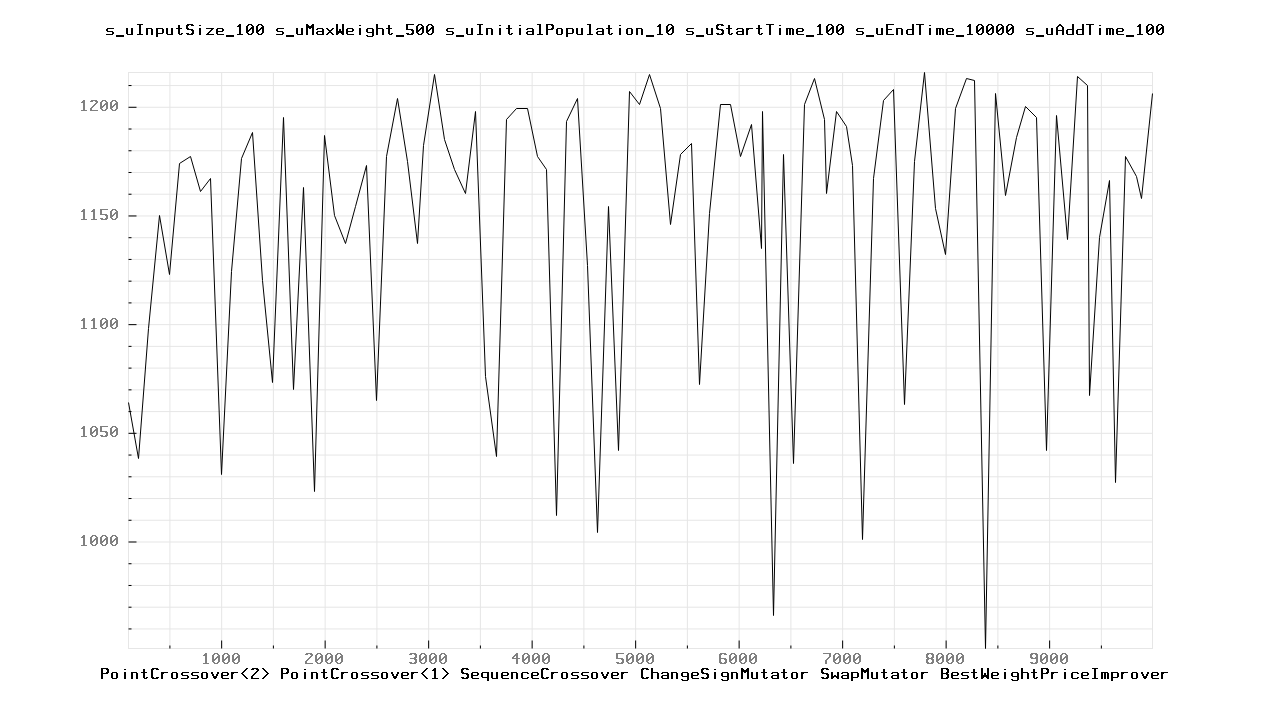 s_uInputSize_100 s_uMaxWeight_500 s_uInitialPopulation_10 s_uStartTime_100 s_uEndTime_10000 s_uAddTime_100
1200
1150
1100
1050
1000
1000 2000 3000 4000 5000 6000 7000 8000 9000
PointCrossover<2> PointCrossover<1> SequenceCrossover ChangeSignMutator SwapMutator BestWeightPriceImprover